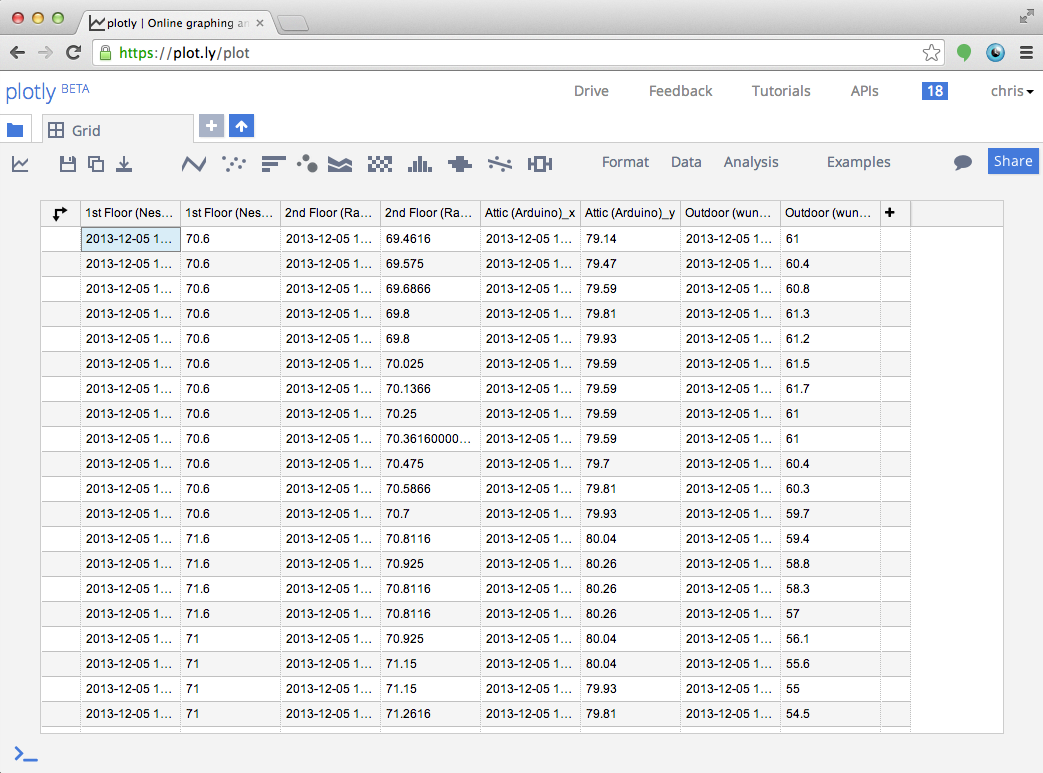 plotly | Online graphing an
https://plot.ly/plot
plotly BETA Drive Feedback Tutorials APIs 18 chris
Grid
Format Data Analysis Examples Share
1st Floor (Nes... 1st Floor (Nes... 2nd Floor (Ra... 2nd Floor (Ra... Attic (Arduino)_x Attic (Arduino)_y Outdoor (wun... Outdoor (wun...
2013-12-05 1... 70.6 2013-12-05 1... 69.4616 2013-12-05 1... 79.14 2013-12-05 1... 61
2013-12-05 1... 70.6 2013-12-05 1... 69.575 2013-12-05 1... 79.47 2013-12-05 1... 60.4
2013-12-05 1... 70.6 2013-12-05 1... 69.6866 2013-12-05 1... 79.59 2013-12-05 1... 60.8
2013-12-05 1... 70.6 2013-12-05 1... 69.8 2013-12-05 1... 79.81 2013-12-05 1... 61.3
2013-12-05 1... 70.6 2013-12-05 1... 69.8 2013-12-05 1... 79.93 2013-12-05 1... 61.2
2013-12-05 1... 70.6 2013-12-05 1... 70.025 2013-12-05 1... 79.59 2013-12-05 1... 61.5
2013-12-05 1... 70.6 2013-12-05 1... 70.1366 2013-12-05 1... 79.59 2013-12-05 1... 61.7
2013-12-05 1... 70.6 2013-12-05 1... 70.25 2013-12-05 1... 79.59 2013-12-05 1... 61
2013-12-05 1... 70.6 2013-12-05 1... 70.36160000... 2013-12-05 1... 79.59 2013-12-05 1... 61
2013-12-05 1... 70.6 2013-12-05 1... 70.475 2013-12-05 1... 79.7 2013-12-05 1... 60.4
2013-12-05 1... 70.6 2013-12-05 1... 70.5866 2013-12-05 1... 79.81 2013-12-05 1... 60.3
2013-12-05 1... 70.6 2013-12-05 1... 70.7 2013-12-05 1... 79.93 2013-12-05 1... 59.7
2013-12-05 1... 71.6 2013-12-05 1... 70.8116 2013-12-05 1... 80.04 2013-12-05 1... 59.4
2013-12-05 1... 71.6 2013-12-05 1... 70.925 2013-12-05 1... 80.26 2013-12-05 1... 58.8
2013-12-05 1... 71.6 2013-12-05 1... 70.8116 2013-12-05 1... 80.26 2013-12-05 1... 58.3
2013-12-05 1... 71.6 2013-12-05 1... 70.8116 2013-12-05 1... 80.26 2013-12-05 1... 57
2013-12-05 1... 71 2013-12-05 1... 70.925 2013-12-05 1... 80.04 2013-12-05 1... 56.1
2013-12-05 1... 71 2013-12-05 1... 71.15 2013-12-05 1... 80.04 2013-12-05 1... 55.6
2013-12-05 1... 71 2013-12-05 1... 71.15 2013-12-05 1... 79.93 2013-12-05 1... 55
2013-12-05 1... 71 2013-12-05 1... 71.2616 2013-12-05 1... 79.81 2013-12-05 1... 54.5